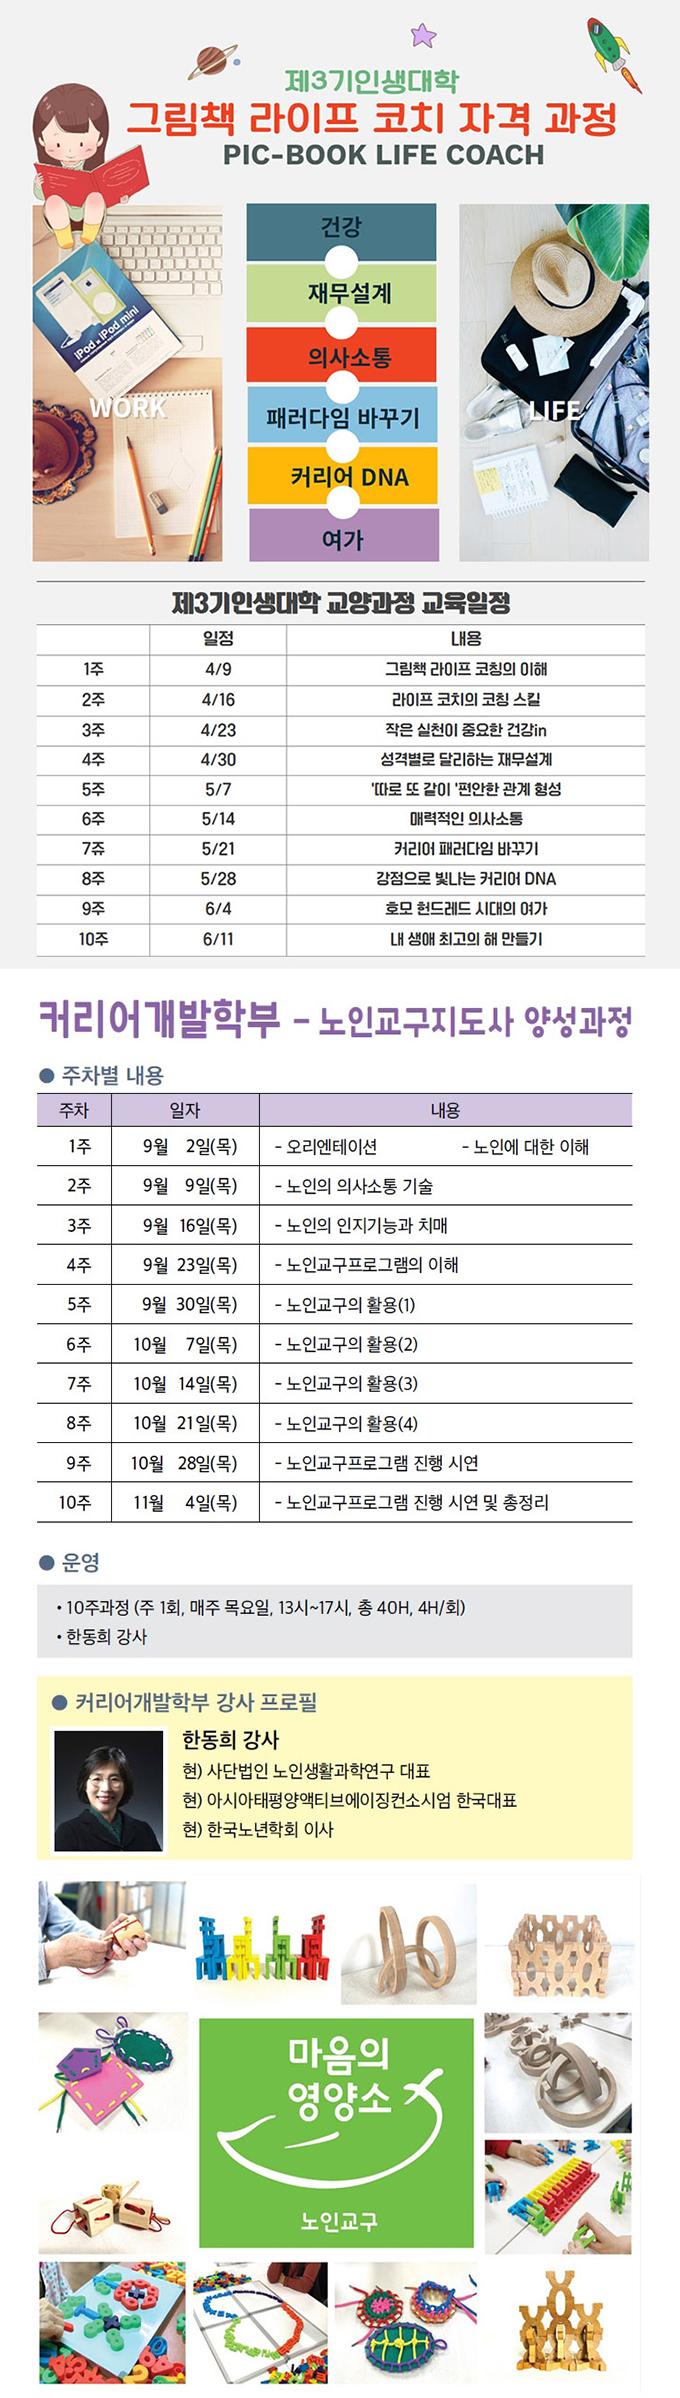 제3기인생대학
그림책 라이프 코치 자격 과정
PIC-BOOK LIFE COACH
iPod & iPod mini
WORK
건강
재무설계
의사소통
패러다임 바꾸기
커리어 DNA
여가
LIFE
제3기인생대학 교양과정 교육일정
일정 내용
1주 4/9 그림책 라이프 코칭의 이해
2주 4/16 라이프 코치의 코칭 스킬
3주 4/23 작은 실천이 중요한 건강in
4주 4/30 성격별로 달리하는 재무설계
5주 5/7 '따로 또 같이 '편안한 관계 형성
6주 5/14 매력적인 의사소통
7쥬 5/21 커리어 패러다임 바꾸기
8주 5/28 강점으로 빛나는 커리어 DNA
9주 6/4 호모 헌드레드 시대의 여가
10주 6/11 내 생애 최고의 해 만들기
커리어개발학부 - 노인교구지도사 양성과정
● 주차별 내용
주차 일자 내용
1주 9월 2일(목) - 오리엔테이션 - 노인에 대한 이해
2주 9월 9일(목) - 노인의 의사소통 기술
3주 9월 16일(목) - 노인의 인지기능과 치매
4주 9월 23일(목) - 노인교구프로그램의 이해
5주 9월 30일(목) - 노인교구의 활용(1)
6주 10월 7일(목) - 노인교구의 활용(2)
7주 10월 14일(목) - 노인교구의 활용(3)
8주 10월 21일(목) - 노인교구의 활용(4)
9주 10월 28일(목) - 노인교구프로그램 진행 시연
10주 11월 4일(목) - 노인교구프로그램 진행 시연 및 총정리
● 운영
• 10주과정 (주 1회, 매주 목요일, 13시~17시, 총 40H, 4H/회)
• 한동희 강사
● 커리어개발학부 강사 프로필
한동희 강사
현) 사단법인 노인생활과학연구 대표
현) 아시아태평양액티브에이징컨소시엄 한국대표
현) 한국노년학회 이사
마음의
영양소
노인교구